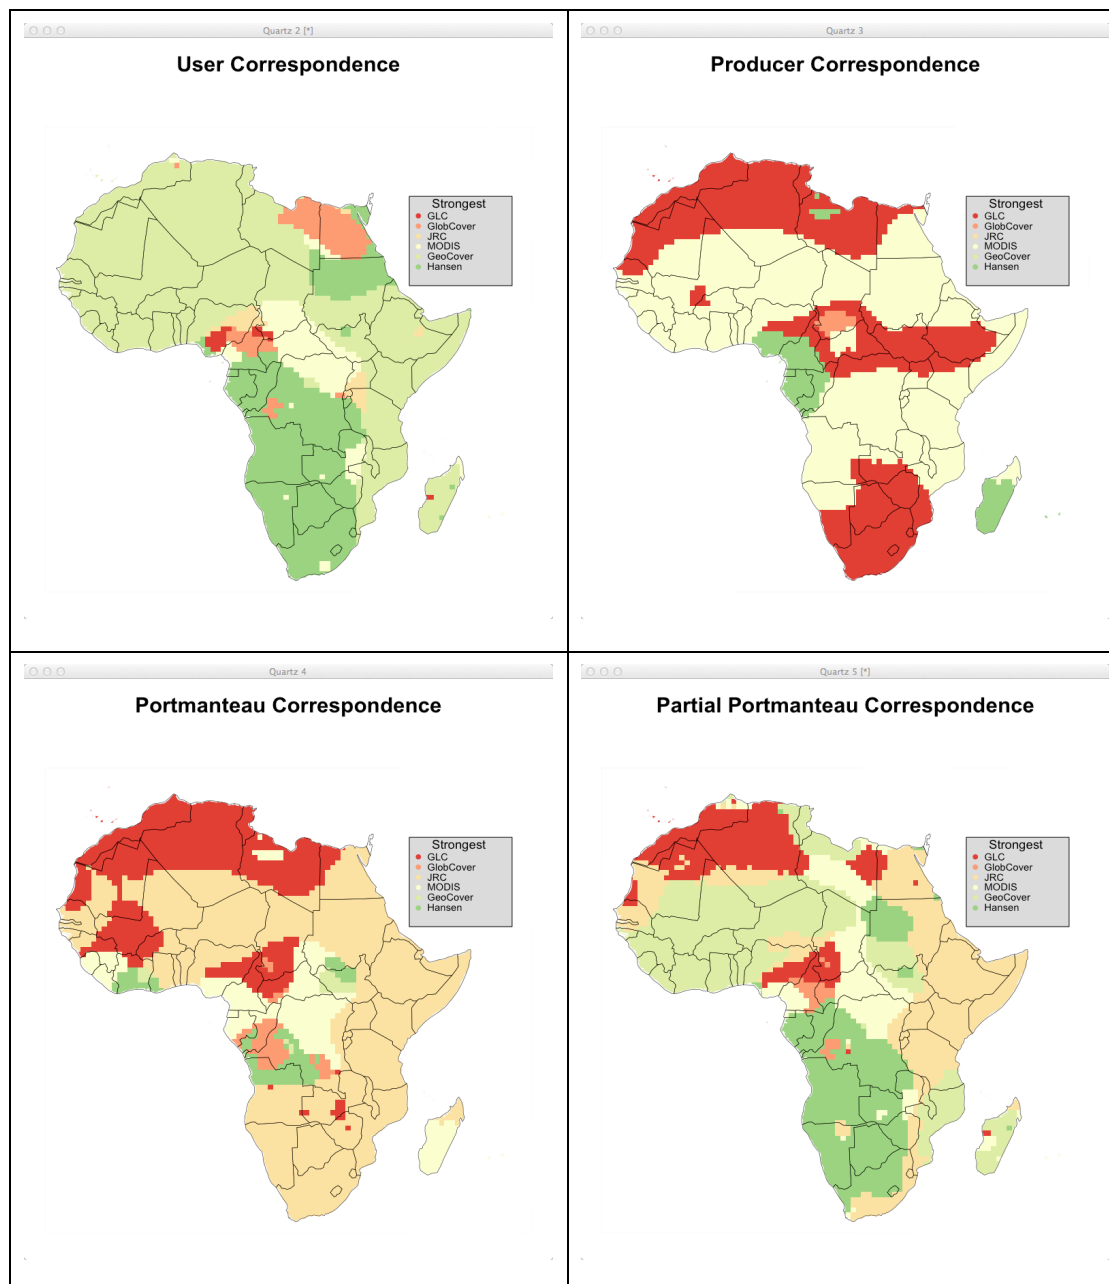 Quartz 2 [*]
User Correspondence
Strongest
GLC
GlobCover
JRC
MODIS
GeoCover
Hansen
Quartz 3
Producer Correspondence
Strongest
GLC
GlobCover
JRC
MODIS
GeoCover
Hansen
Quartz 4
Portmanteau Correspondence
Strongest
GLC
GlobCover
JRC
MODIS
GeoCover
Hansen
Quartz 5 [*]
Partial Portmanteau Correspondence
Strongest
GLC
GlobCover
JRC
MODIS
GeoCover
Hansen